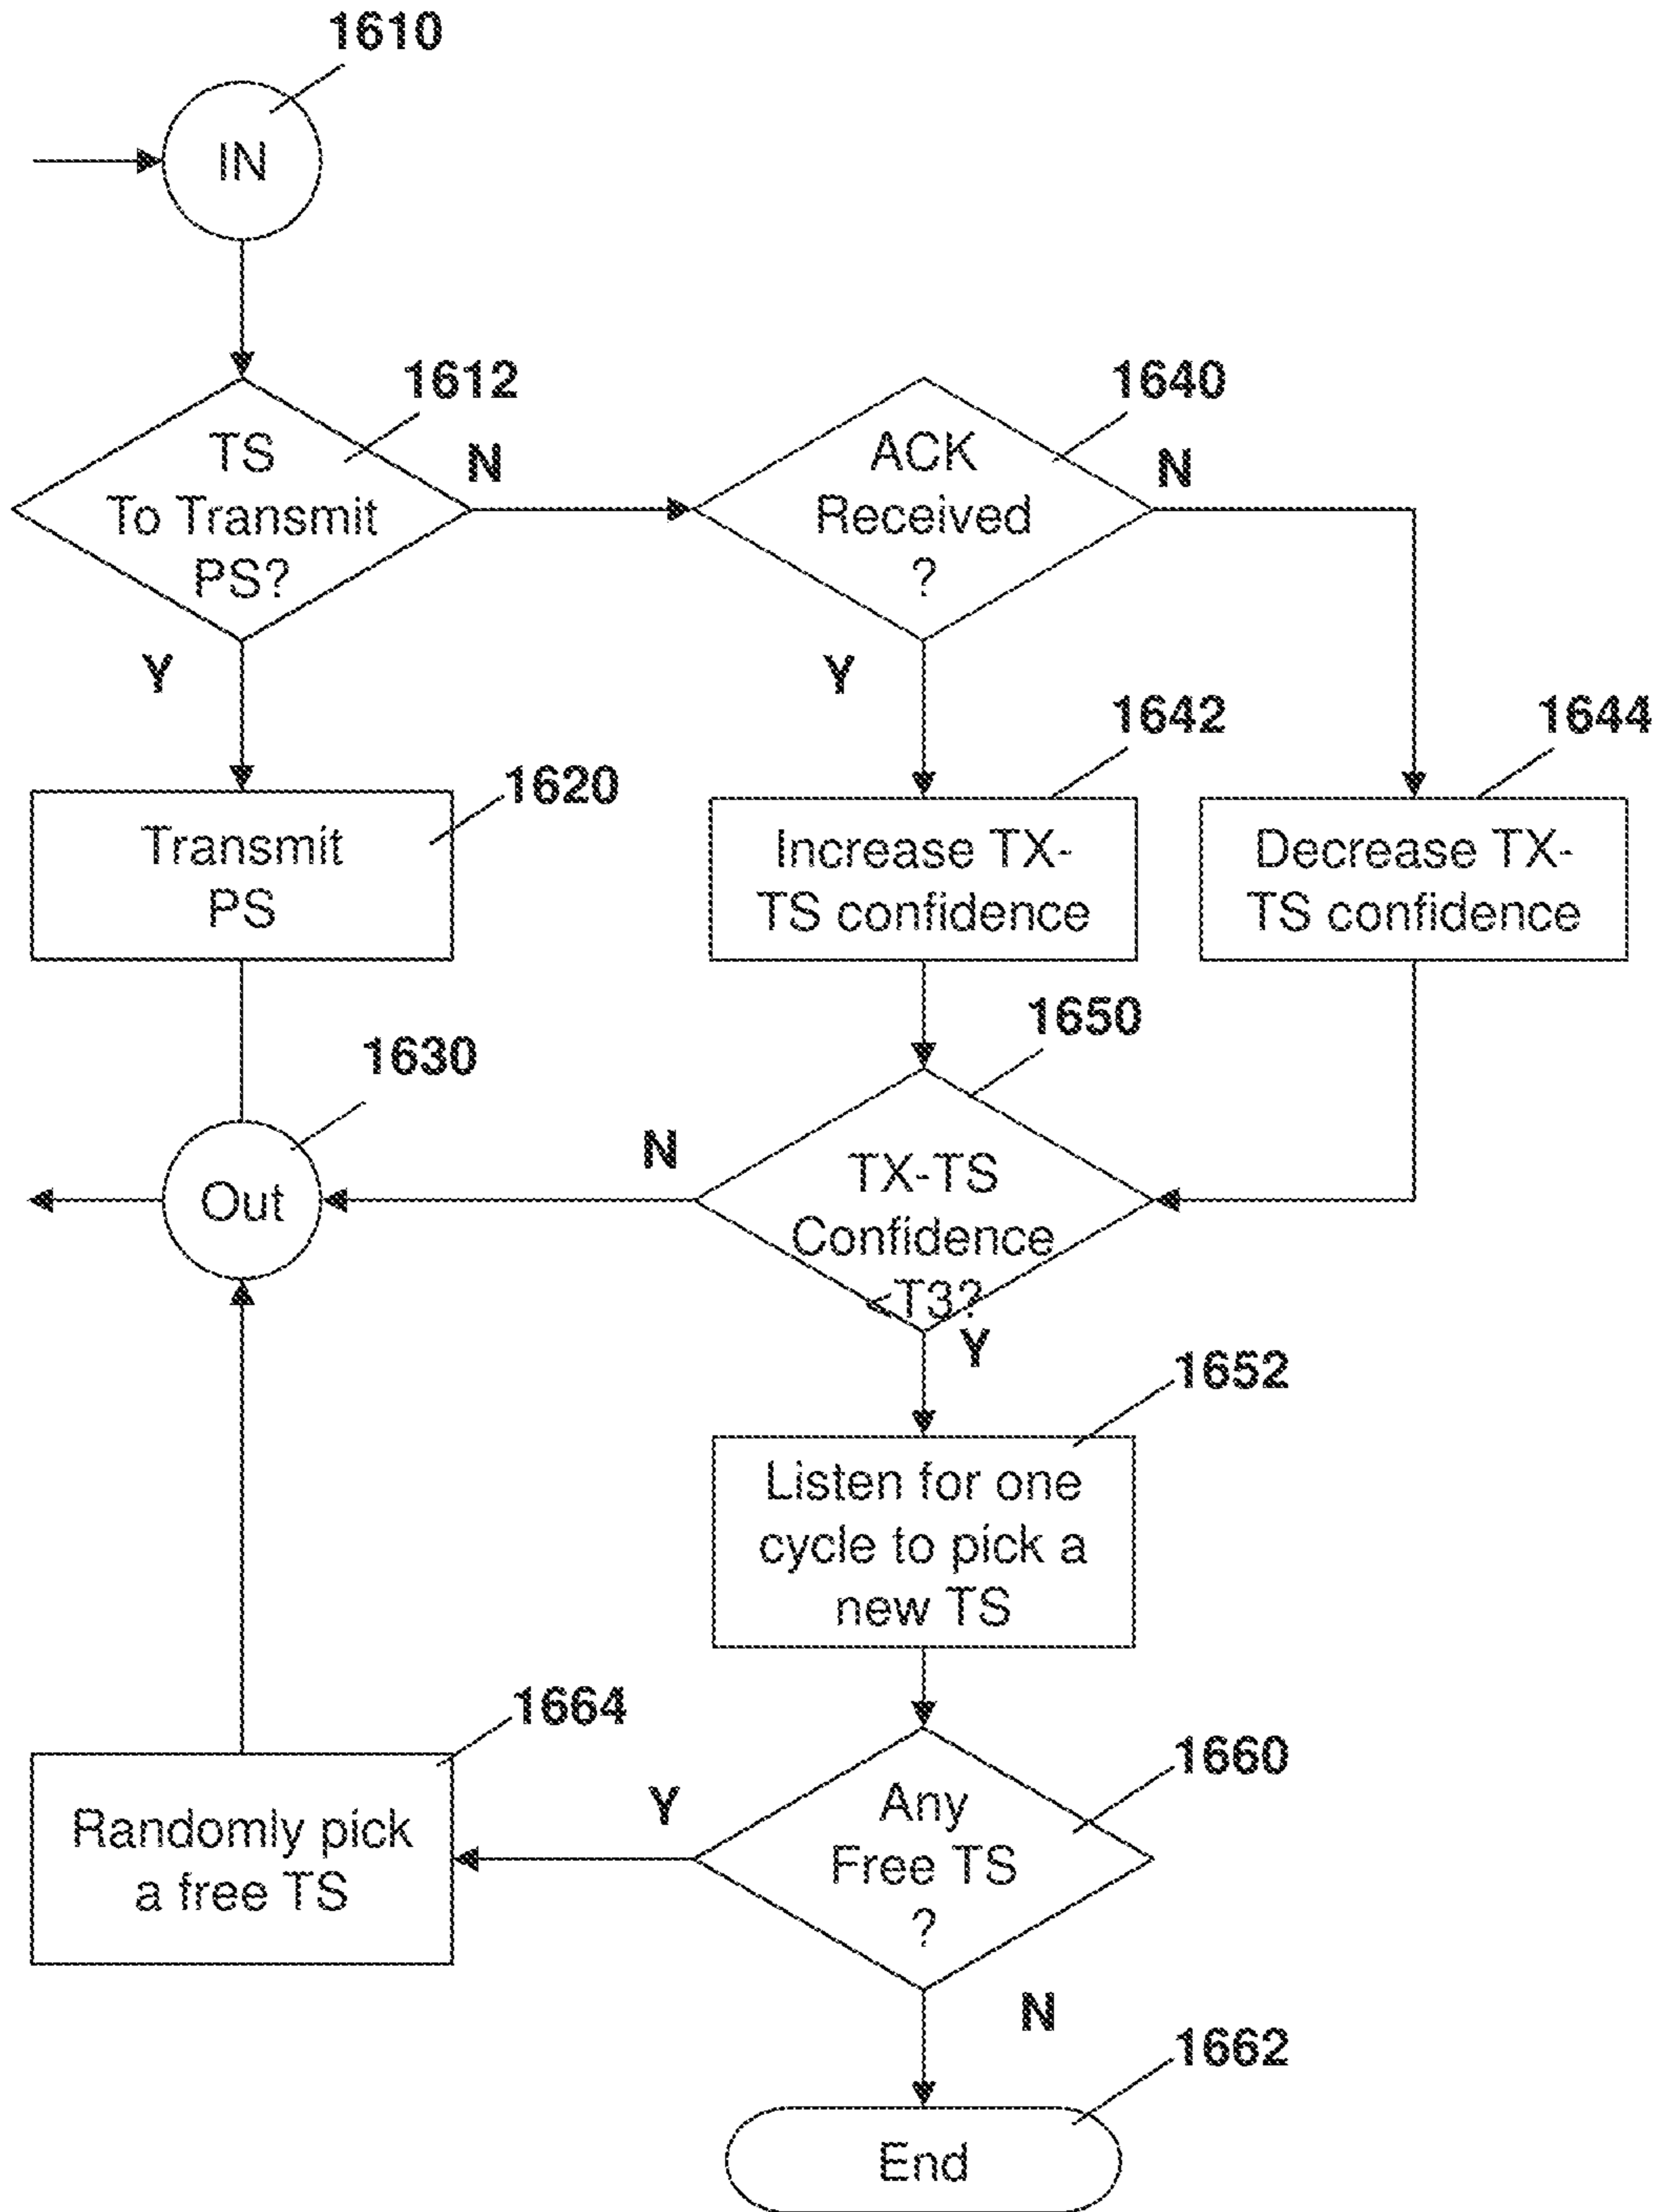 1610
IN
1612
TS
To Transmit
PS?
N
Y
1640
ACK
Received
?
N
Y
1620
Transmit
PS
1642
Increase TX-
TS confidence
1644
Decrease TX-
TS confidence
1630
Out
1650
TX-TS
Confidence
<T3?
N
Y
1652
Listen for one
cycle to pick a
new TS
1664
Randomly pick
a free TS
1660
Any
Free TS
?
Y
N
1662
End